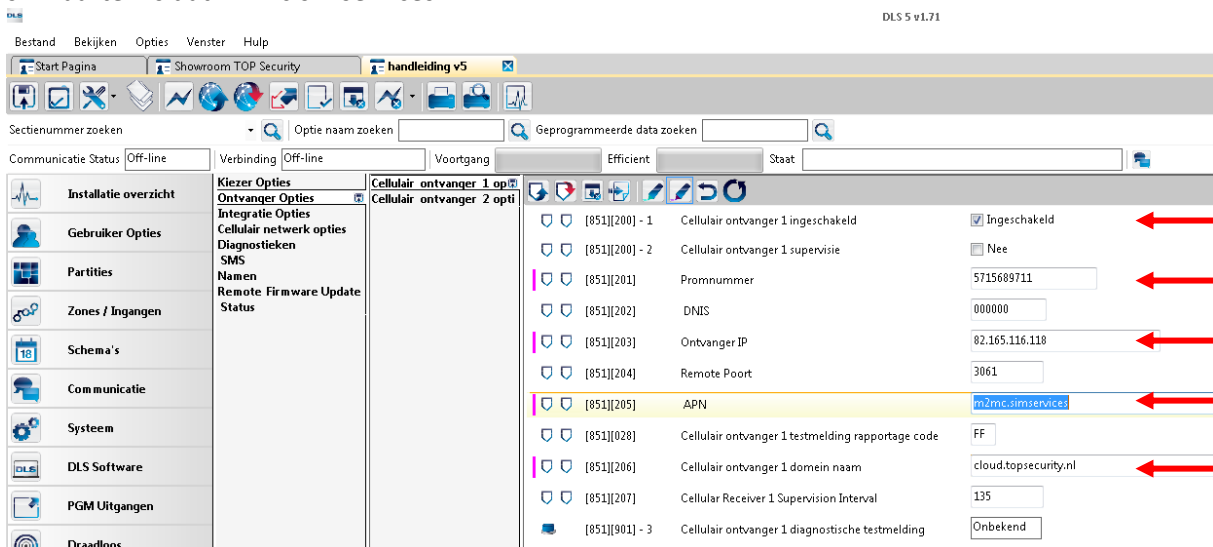 DLS
DLS 5 v1.71
Bestand Bekijken Opties Venster Hulp
Start Pagina Showroom TOP Security handleiding v5
Sectienummer zoeken Optie naam zoeken Geprogrammeerde data zoeken
Communicatie Status Off-line Verbinding Off-line Voortgang Efficient Staat
Installatie overzicht
Gebruiker Opties
Partities
Zones / Ingangen
18 Schema's
Communicatie
Systeem
DLS DLS Software
PGM Uitgangen
Draadloos
Kiezer Opties
Ontvanger Opties
Integratie Opties
Cellulair netwerk opties
Diagnostieken
SMS
Namen
Remote Firmware Update
Status
Cellulair ontvanger 1 op
Cellulair ontvanger 2 opti
[851][200] - 1 Cellulair ontvanger 1 ingeschakeld Ingeschakeld
[851][200] - 2 Cellulair ontvanger 1 supervisie Nee
[851][201] Promnummer 5715689711
[851][202] DNIS 000000
[851][203] Ontvanger IP 82.165.116.118
[851][204] Remote Poort 3061
[851][205] APN m2mc.simservices
[851][028] Cellulair ontvanger 1 testmelding rapportage code FF
[851][206] Cellulair ontvanger 1 domein naam cloud.topsecurity.nl
[851][207] Cellular Receiver 1 Supervision Interval 135
[851][901] - 3 Cellulair ontvanger 1 diagnostische testmelding Onbekend